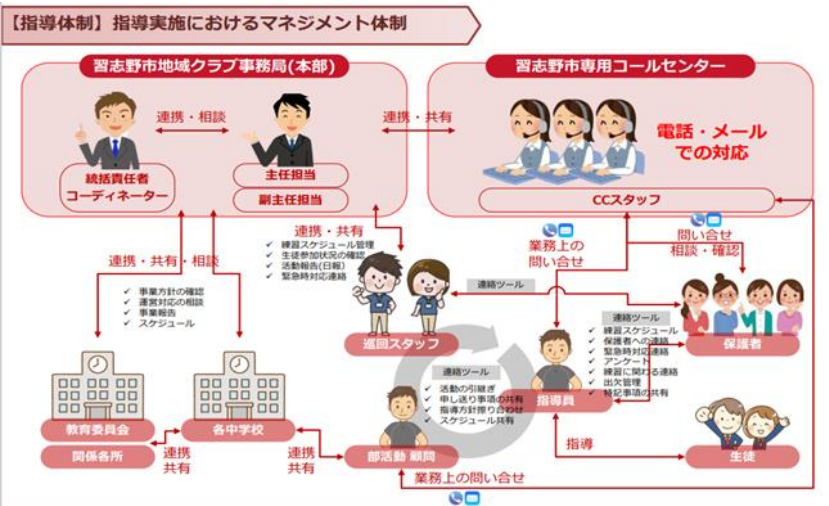 【指導体制】指導実施におけるマネジメント体制
習志野市地域クラブ事務局(本部)
習志野市専用コールセンター
連携・相談
連携・共有
電話・メール
での対応
統括責任者
コーディネーター
主任担当
副主任担当
CCスタッフ
連携・共有・相談
✓ 事業方針の確認
✓ 運営対応の相談
✓ 事業報告
✓ スケジュール
連携・共有
✓ 練習スケジュール管理
✓ 生徒参加状況の確認
✓ 活動報告(日報)
✓ 緊急時対応連絡
業務上の
問い合せ
問い合せ
相談・確認
連絡ツール
巡回スタッフ
連絡ツール
✓ 練習スケジュール
✓ 保護者への連絡
✓ 緊急時対応連絡
✓ アンケート
✓ 練習に関わる連絡
✓ 出欠管理
✓ 特記事項の共有
保護者
連絡ツール
✓ 活動の引継ぎ
✓ 申し送り事項の共有
✓ 指導方針擦り合わせ
✓ スケジュール共有
指導員
教育委員会
関係各所
連携
共有
各中学校
連携
共有
部活動 顧問
指導
生徒
業務上の問い合せ